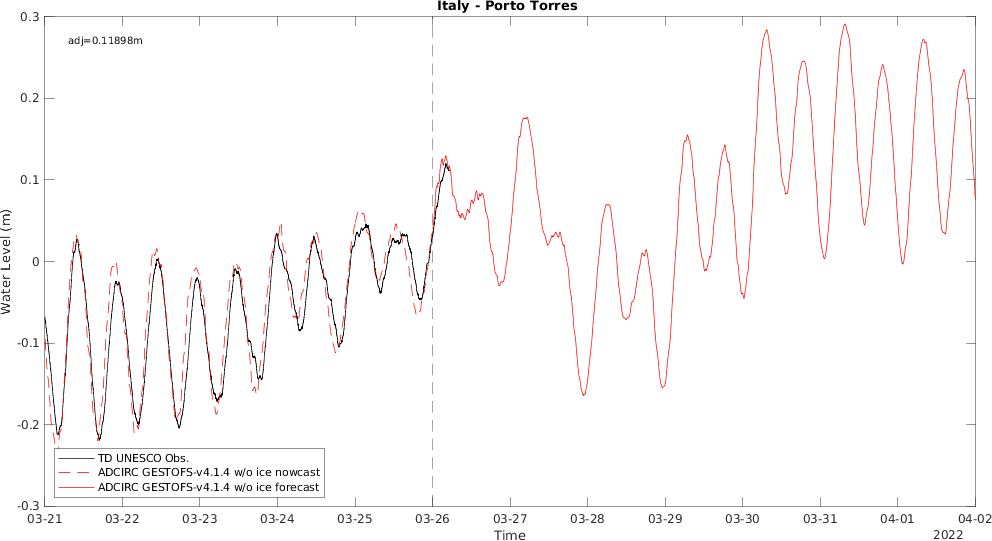 Italy - Porto Torres
adj=0.11898m
0.3
0.2
0.1
0
-0.1
-0.2
-0.3
Water Level (m)
TD UNESCO Obs.
ADCIRC GESTOFS-v4.1.4 w/o ice nowcast
ADCIRC GESTOFS-v4.1.4 w/o ice forecast
03-21 03-22 03-23 03-24 03-25 03-26 03-27 03-28 03-29 03-30 03-31 04-01 04-02
Time
2022